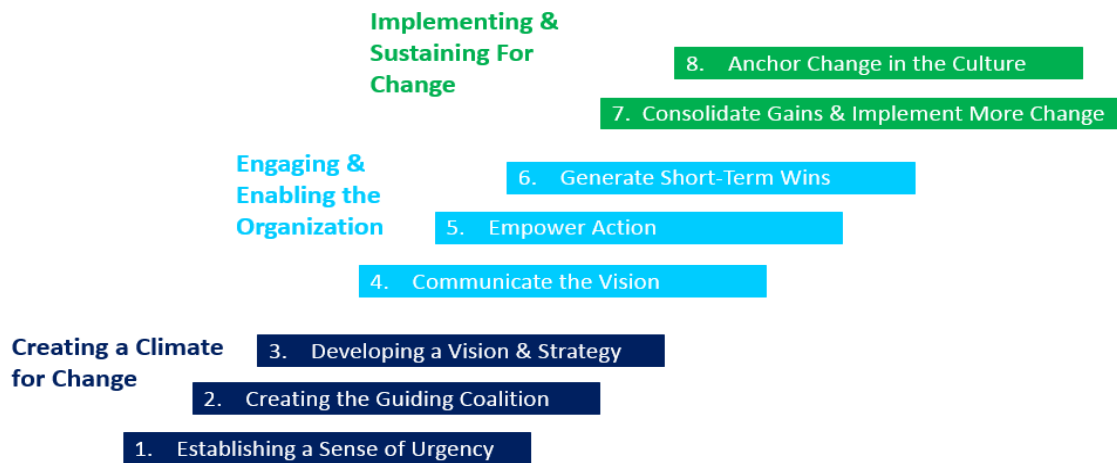 Implementing &
Sustaining For
Change
8. Anchor Change in the Culture
7. Consolidate Gains & Implement More Change
Engaging &
Enabling the
Organization
6. Generate Short-Term Wins
5. Empower Action
4. Communicate the Vision
Creating a Climate
for Change
3. Developing a Vision & Strategy
2. Creating the Guiding Coalition
1. Establishing a Sense of Urgency